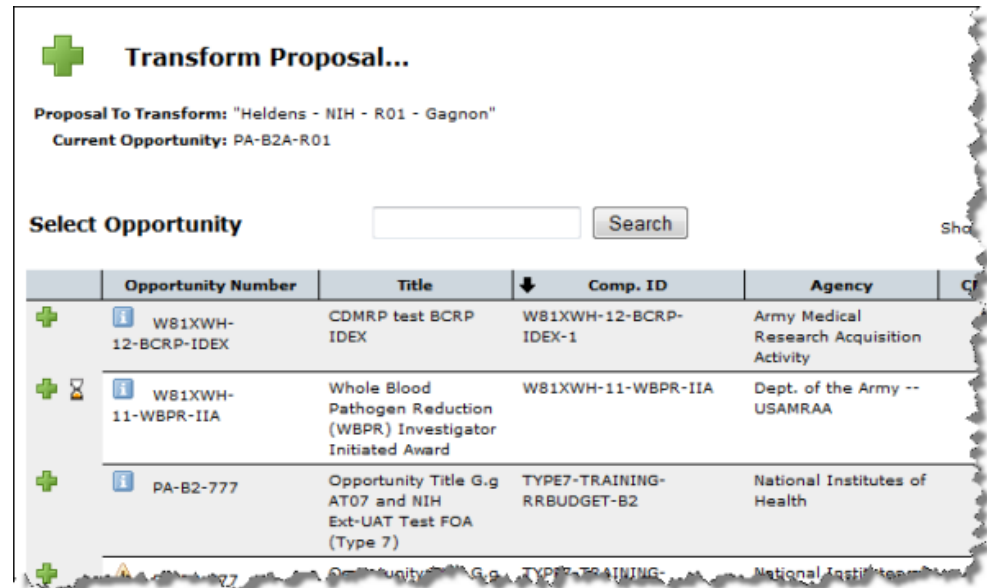 Transform Proposal...
Proposal To Transform: "Heldens - NIH - R01 - Gagnon"
Current Opportunity: PA-B2A-R01
Select Opportunity
Search
Opportunity Number Title Comp. ID Agency
W81XWH-
12-BCRP-IDEX
CDMRP test BCRP
IDEX
W81XWH-12-BCRP-
IDEX-1
Army Medical
Research Acquisition
Activity
W81XWH-
11-WBPR-IIA
Whole Blood
Pathogen Reduction
(WBPR) Investigator
Initiated Award
W81XWH-11-WBPR-IIA
Dept. of the Army --
USAMRAA
PA-B2-777
Opportunity Title G.g
AT07 and NIH
Ext-UAT Test FOA
(Type 7)
TYPE7-TRAINING-
RRBUDGET-B2
National Institutes of
Health